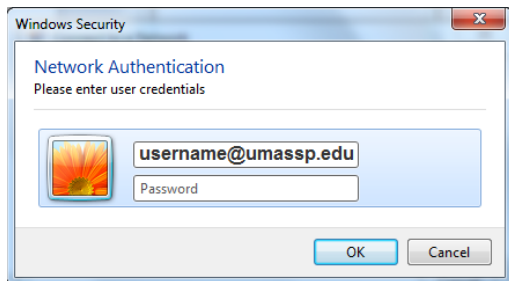 Windows Security
Network Authentication
Please enter user credentials
username@umassp.edu
Password
OK Cancel